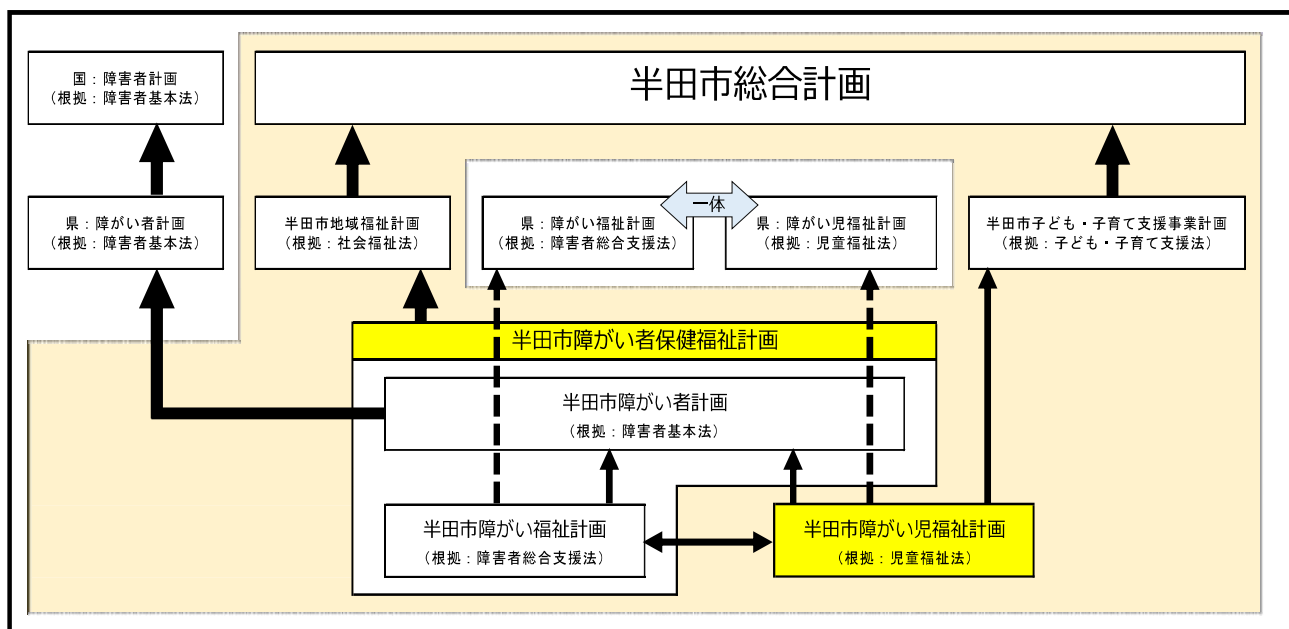 国：障害者計画
（根拠：障害者基本法）
半田市総合計画
県：障がい者計画
（根拠：障害者基本法）
半田市地域福祉計画
（根拠：社会福祉法）
県：障がい福祉計画
（根拠：障害者総合支援法）
一体
県：障がい児福祉計画
（根拠：児童福祉法）
半田市子ども・子育て支援事業計画
（根拠：子ども・子育て支援法）
半田市障がい者保健福祉計画
半田市障がい者計画
（根拠：障害者基本法）
半田市障がい福祉計画
（根拠：障害者総合支援法）
半田市障がい児福祉計画
（根拠：児童福祉法）